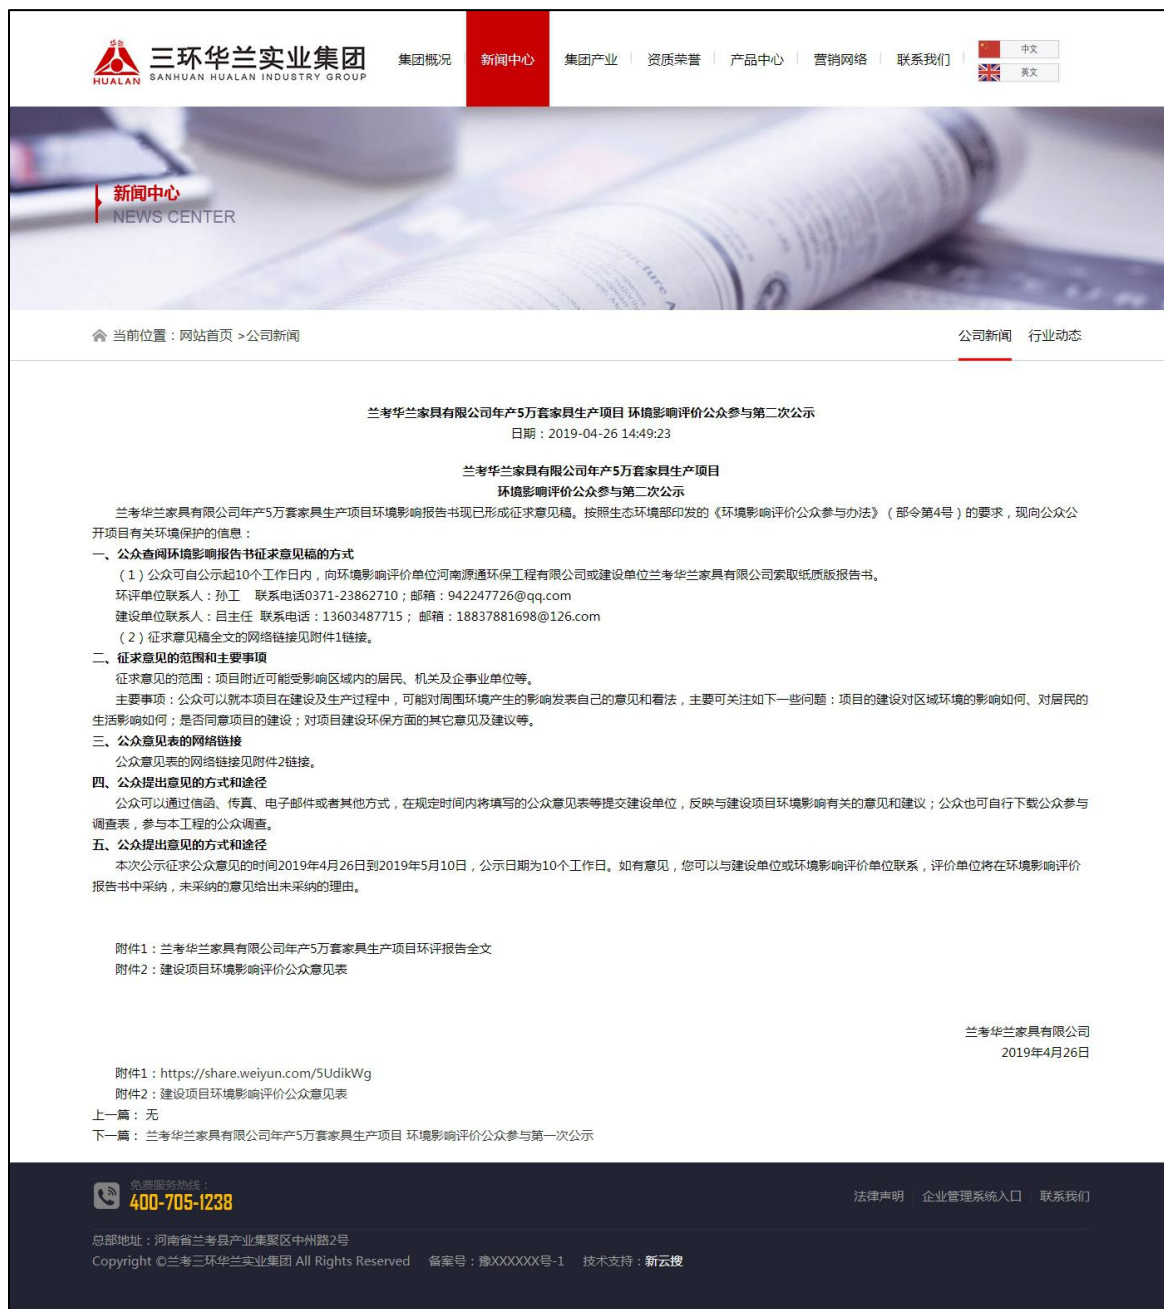 华兰
HUALAN
三环华兰实业集团
SANHUAN HUALAN INDUSTRY GROUP
集团概况
新闻中心
集团产业
资质荣誉
产品中心
营销网络
联系我们
中文
英文
新闻中心
NEWS CENTER
当前位置：网站首页 >公司新闻
公司新闻 行业动态
兰考华兰家具有限公司年产5万套家具生产项目 环境影响评价公众参与第二次公示
日期：2019-04-26 14:49:23
兰考华兰家具有限公司年产5万套家具生产项目
环境影响评价公众参与第二次公示
兰考华兰家具有限公司年产5万套家具生产项目环境影响报告书现已形成征求意见稿。按照生态环境部印发的《环境影响评价公众参与办法》（部令第4号）的要求，现向公众公
开项目有关环境保护的信息：
一、公众查阅环境影响报告书征求意见稿的方式
（1）公众可自公示起10个工作日内，向环境影响评价单位河南源通环保工程有限公司或建设单位兰考华兰家具有限公司索取纸质版报告书。
环评单位联系人：孙工 联系电话0371-23862710；邮箱：942247726@qq.com
建设单位联系人：吕主任 联系电话：13603487715； 邮箱：18837881698@126.com
（2）征求意见稿全文的网络链接见附件1链接。
二、征求意见的范围和主要事项
征求意见的范围：项目附近可能受影响区域内的居民、机关及企事业单位等。
主要事项：公众可以就本项目在建设及生产过程中，可能对周围环境产生的影响发表自己的意见和看法，主要可关注如下一些问题：项目的建设对区域环境的影响如何、对居民的
生活影响如何；是否同意项目的建设；对项目建设环保方面的其它意见及建议等。
三、公众意见表的网络链接
公众意见表的网络链接见附件2链接。
四、公众提出意见的方式和途径
公众可以通过信函、传真、电子邮件或者其他方式，在规定时间内将填写的公众意见表等提交建设单位，反映与建设项目环境影响有关的意见和建议；公众也可自行下载公众参与
调查表，参与本工程的公众调查。
五、公众提出意见的方式和途径
本次公示征求公众意见的时间2019年4月26日到2019年5月10日，公示日期为10个工作日。如有意见，您可以与建设单位或环境影响评价单位联系，评价单位将在环境影响评价
报告书中采纳，未采纳的意见给出未采纳的理由。
附件1：兰考华兰家具有限公司年产5万套家具生产项目环评报告全文
附件2：建设项目环境影响评价公众意见表
兰考华兰家具有限公司
2019年4月26日
附件1：https://share.weiyun.com/5UdikWg
附件2：建设项目环境影响评价公众意见表
上一篇： 无
下一篇： 兰考华兰家具有限公司年产5万套家具生产项目 环境影响评价公众参与第一次公示
免费服务热线：
400-705-1238
法律声明 企业管理系统入口 联系我们
总部地址：河南省兰考县产业集聚区中州路2号
Copyright ©兰考三环华兰实业集团 All Rights Reserved 备案号：豫XXXXXX号-1 技术支持：新云搜